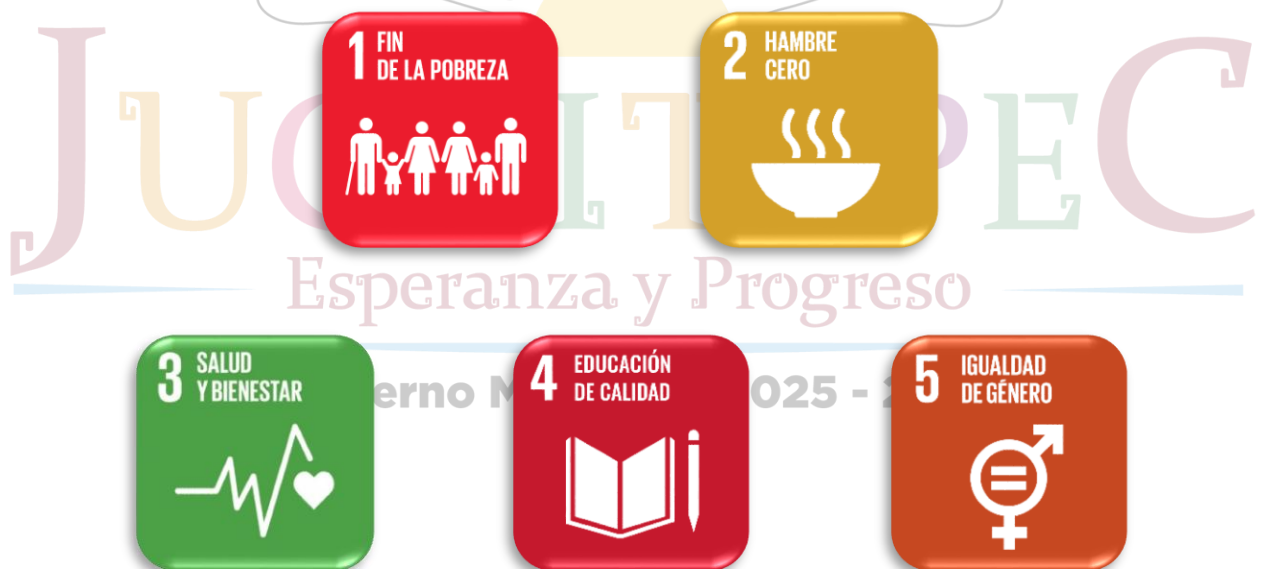 1 FIN
DE LA POBREZA
2 HAMBRE
CERO
Esperanza y Progreso
3 SALUD
Y BIENESTAR
4 EDUCACIÓN
DE CALIDAD
5 IGUALDAD
DE GÉNERO